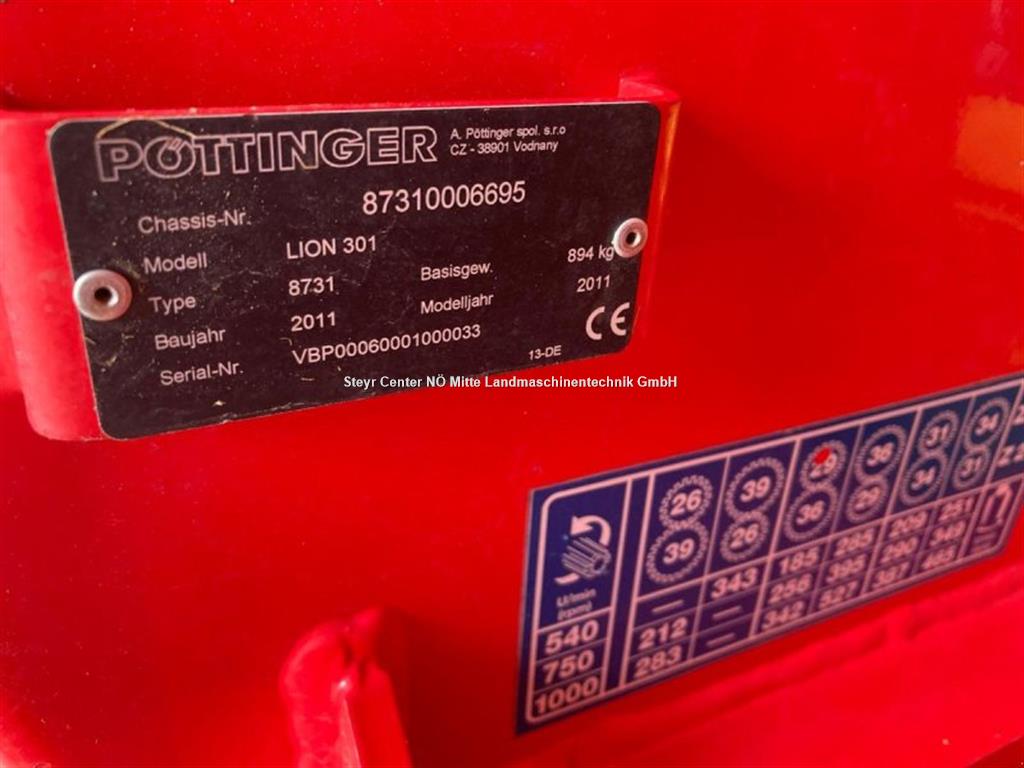 PÖTTINGER
A. Pöttinger spol. s.r.o
CZ - 38901 Vodnany
Chassis-Nr. 87310006695
Modell LION 301
Type 8731 Basisgew. 894 kg
Baujahr 2011 Modelljahr 2011
Serial-Nr. VBP00060001000033
13-DE CE
Steyr Center NÖ Mitte Landmaschinentechnik GmbH
26 39 29 36 31 34
39 26 36 29 34 31
U/min
(rpm)
540 — 343 185 285 209 251
750 212 — 256 395 290 349
1000 283 — 342 527 387 465